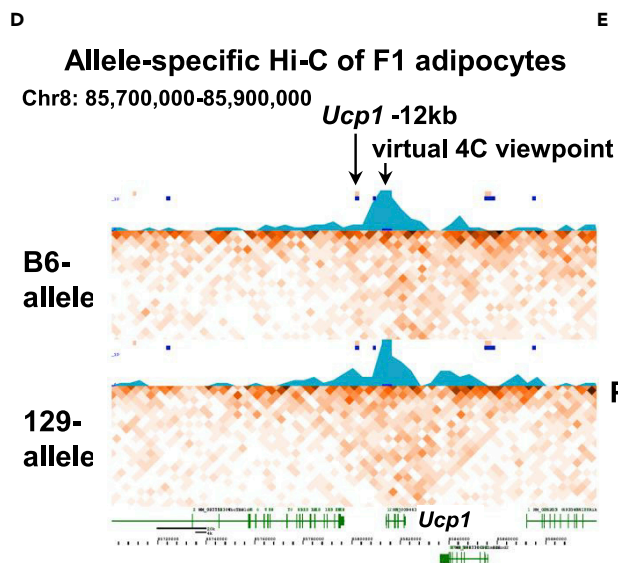 D
E
Allele-specific Hi-C of F1 adipocytes
Chr8: 85,700,000-85,900,000
Ucp1 -12kb
virtual 4C viewpoint
B6-
allele
129-
allele
F
Ucp1